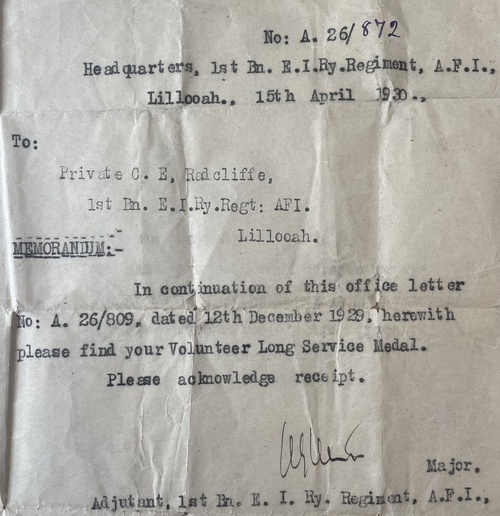 No: A. 26/872
Headquarters, 1st Bn. E.I.Ry.Regiment, A.F.I.,
Lillooah., 15th April 1930.,
To:
Private C. E, Radcliffe,
1st Bn. E.I.Ry.Regt: AFI.
Lillooah.
MEMORANDUM:-
In continuation of this office letter
No: A. 26/809, dated 12th December 1929, herewith
please find your Volunteer Long Service Medal.
Please acknowledge receipt.
Major.
Adjutant, 1st Bn. E. I. Ry. Regiment, A.F.I.,